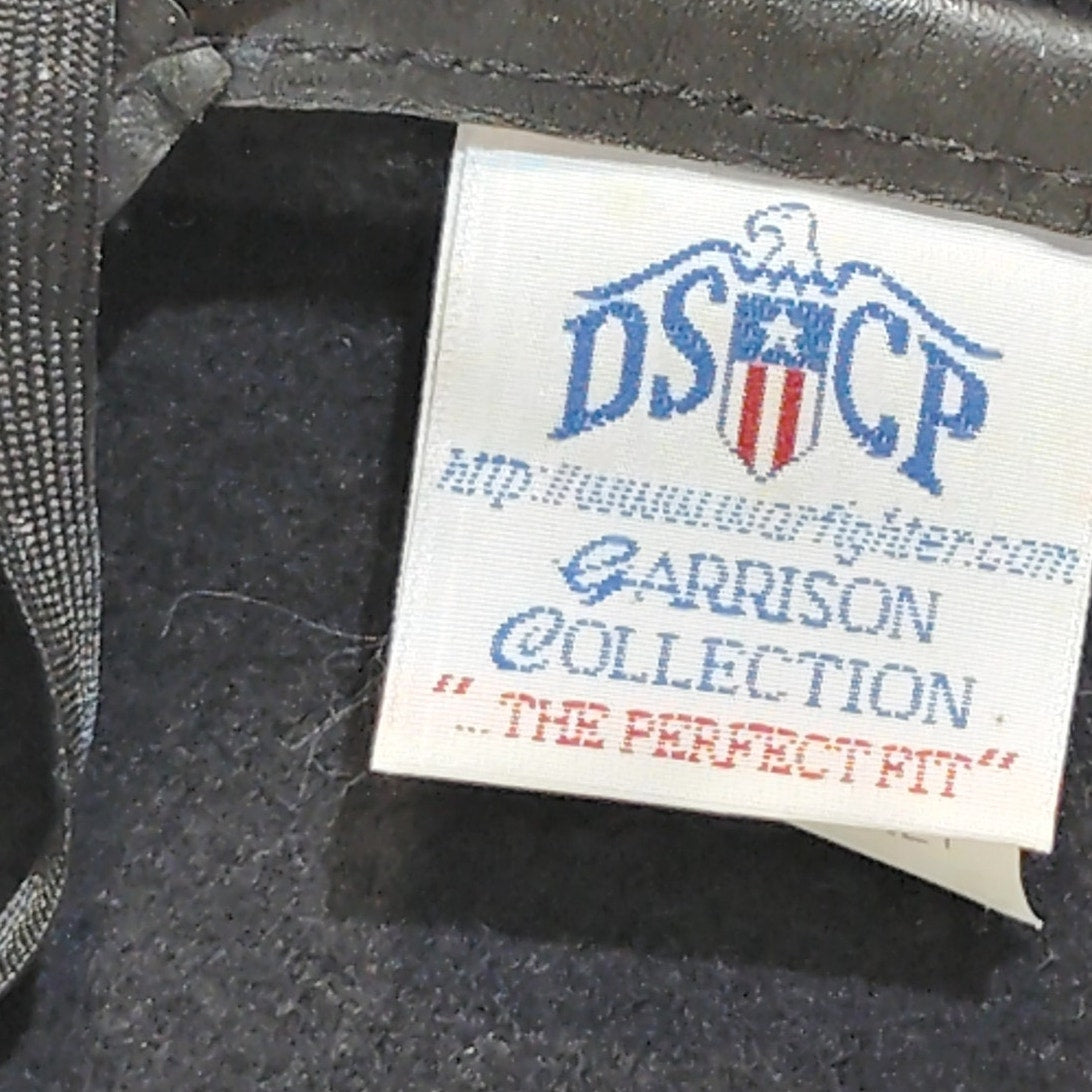 DSCP
http://www.warfighter.com
GARRISON
COLLECTION
“...THE PERFECT FIT“